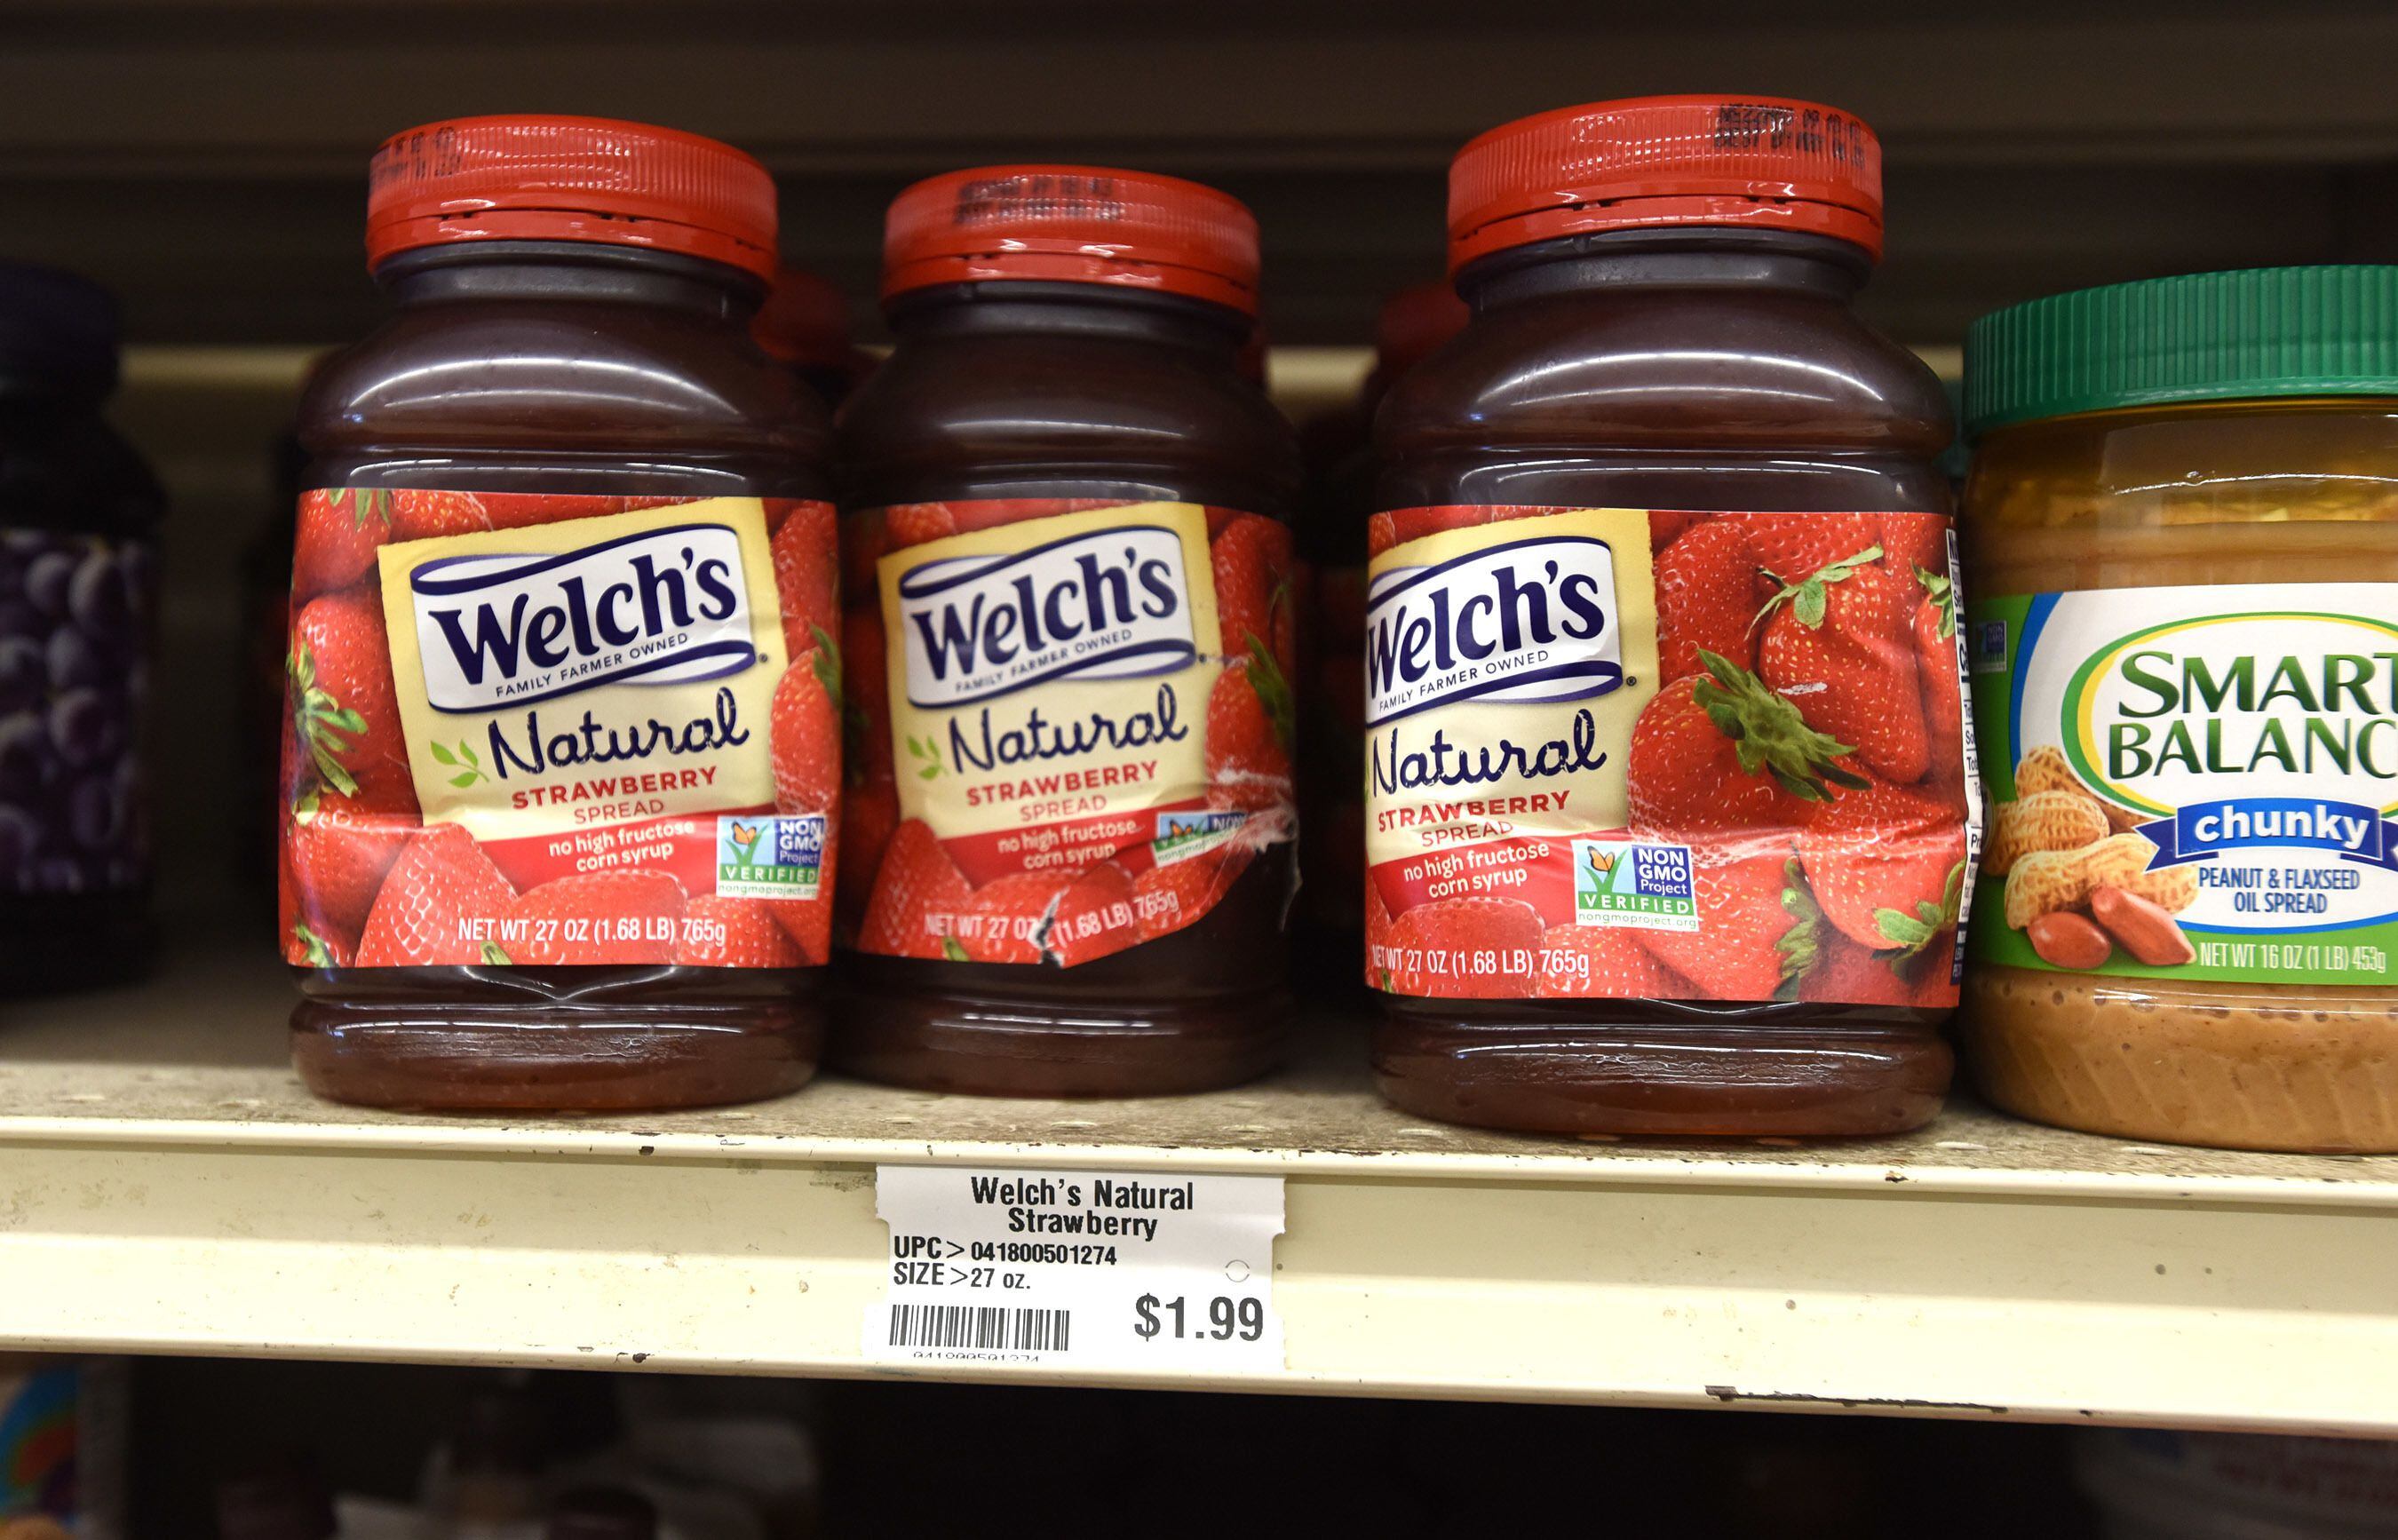 Welch's
FAMILY FARMER OWNED
Natural
STRAWBERRY
SPREAD
no high fructose
corn syrup
NON
GMO
Project
VERIFIED
nongmoproject.org
NET WT 27 OZ (1.68 LB) 765g
Welch's
FAMILY FARMER OWNED
Natural
STRAWBERRY
SPREAD
no high fructose
corn syrup
NON
NET WT 27 OZ (1.68 LB) 765g
Welch's
FAMILY FARMER OWNED
Natural
STRAWBERRY
SPREAD
no high fructose
corn syrup
NON
GMO
Project
VERIFIED
nongmoproject.org
NET WT 27 OZ (1.68 LB) 765g
SMART
BALANC
chunky
PEANUT & FLAXSEED
OIL SPREAD
NET WT 16 OZ (1 LB) 453g
Welch's Natural
Strawberry
UPC > 041800501274
SIZE >27 oz.
$1.99
041800501274